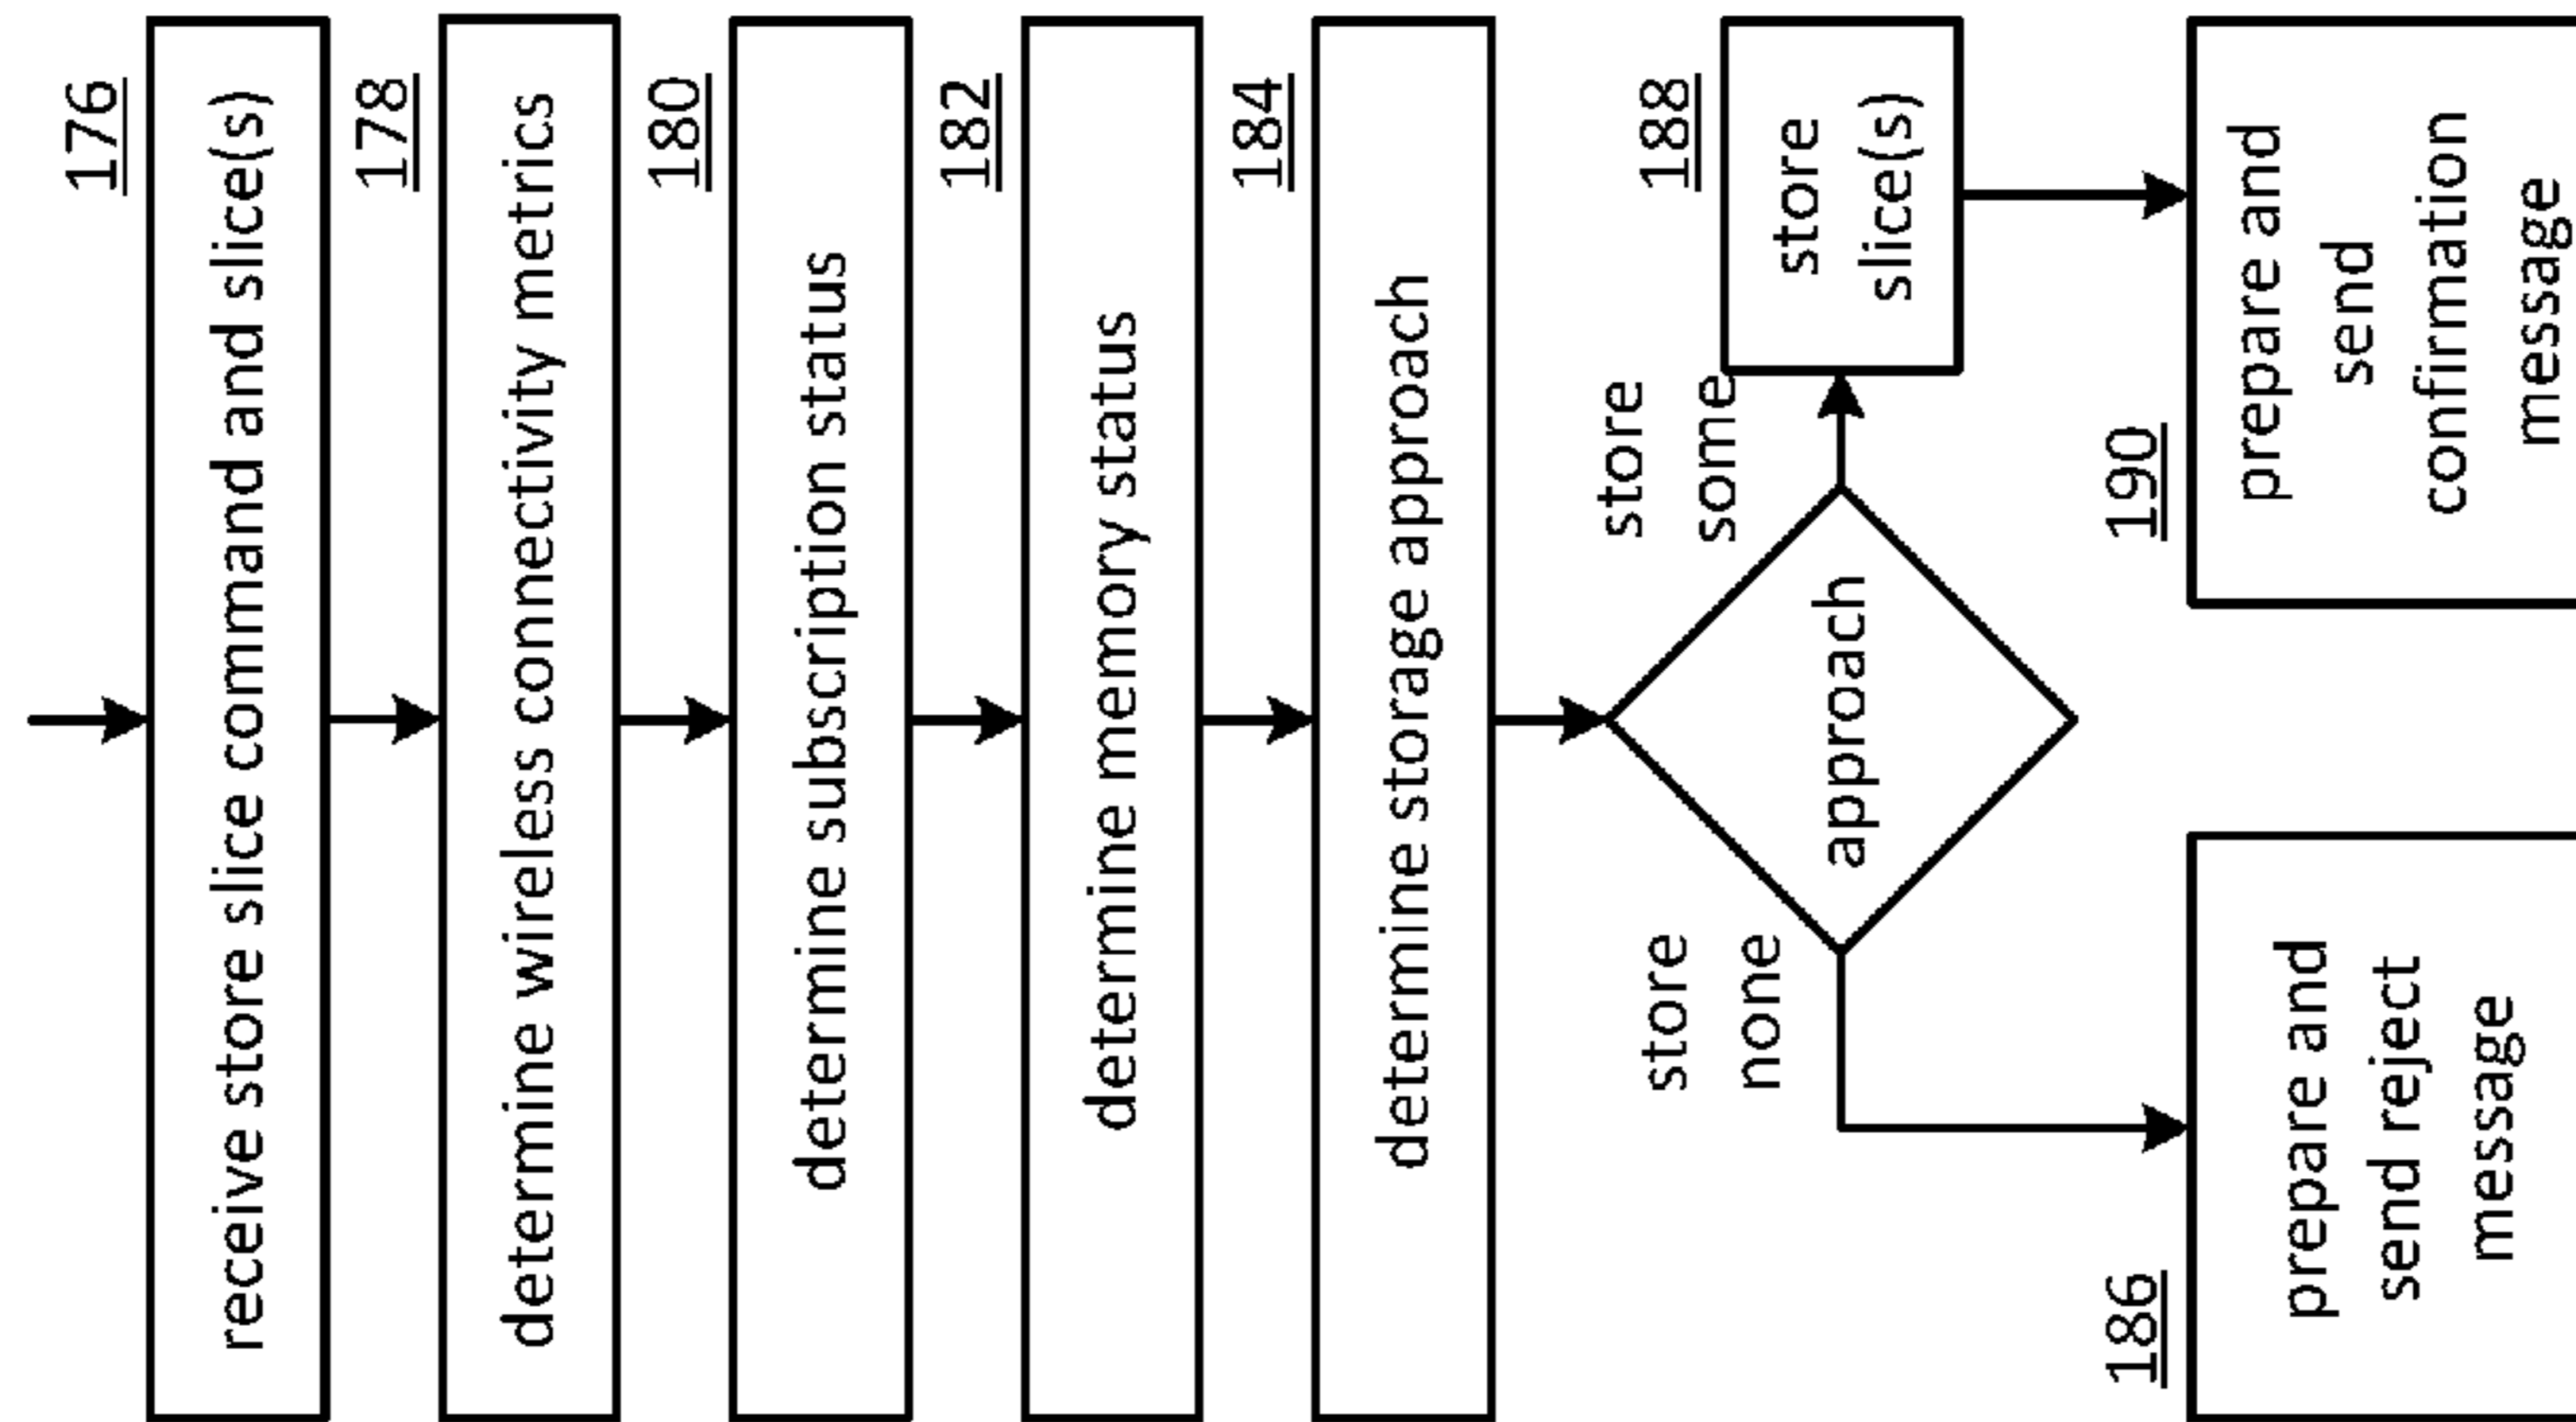 176
receive store slice command and slice(s)
178
determine wireless connectivity metrics
180
determine subscription status
182
determine memory status
184
determine storage approach
store
none
approach
store
some
188
store
slice(s)
186
prepare and
send reject
message
190
prepare and
send
confirmation
message